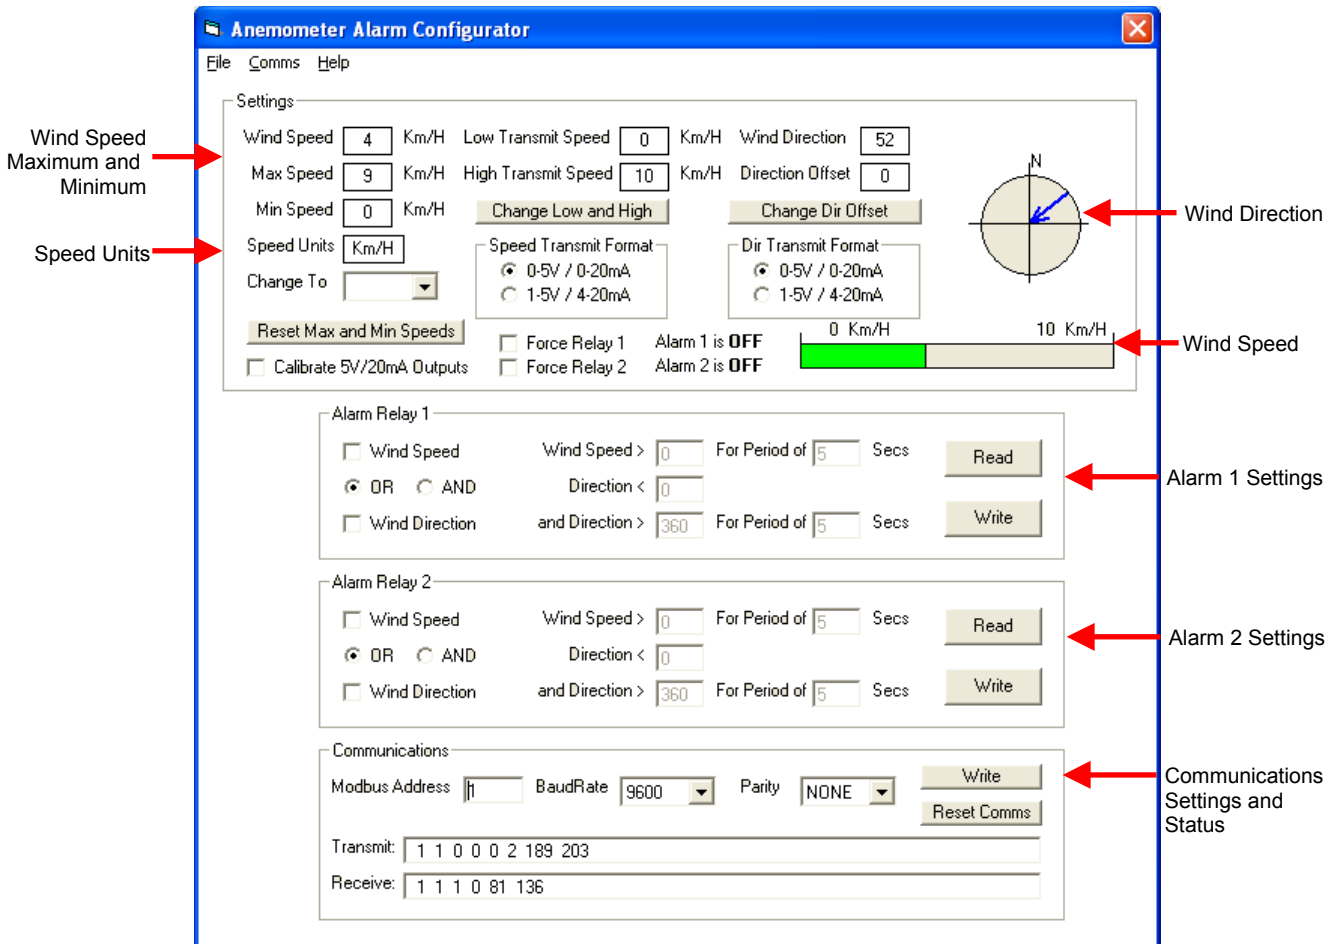 Anemometer Alarm Configurator
File Comms Help
Settings
Wind Speed 4 Km/H Low Transmit Speed 0 Km/H Wind Direction 52
Max Speed 9 Km/H High Transmit Speed 10 Km/H Direction Offset 0
Min Speed 0 Km/H Change Low and High Change Dir Offset
Speed Units Km/H Speed Transmit Format Dir Transmit Format
0-5V / 0-20mA 0-5V / 0-20mA
Change To 1-5V / 4-20mA 1-5V / 4-20mA
N
Reset Max and Min Speeds Force Relay 1 Alarm 1 is OFF 0 Km/H 10 Km/H
Calibrate 5V/20mA Outputs Force Relay 2 Alarm 2 is OFF
Wind Speed
Maximum and
Minimum
Speed Units
Wind Direction
Wind Speed
Alarm Relay 1
Wind Speed Wind Speed > 0 For Period of 5 Secs Read
OR AND Direction < 0
Wind Direction and Direction > 360 For Period of 5 Secs Write
Alarm 1 Settings
Alarm Relay 2
Wind Speed Wind Speed > 0 For Period of 5 Secs Read
OR AND Direction < 0
Wind Direction and Direction > 360 For Period of 5 Secs Write
Alarm 2 Settings
Communications
Modbus Address 1 BaudRate 9600 Parity NONE Write
Reset Comms
Transmit: 1 1 0 0 0 2 189 203
Receive: 1 1 1 0 81 136
Communications
Settings and
Status